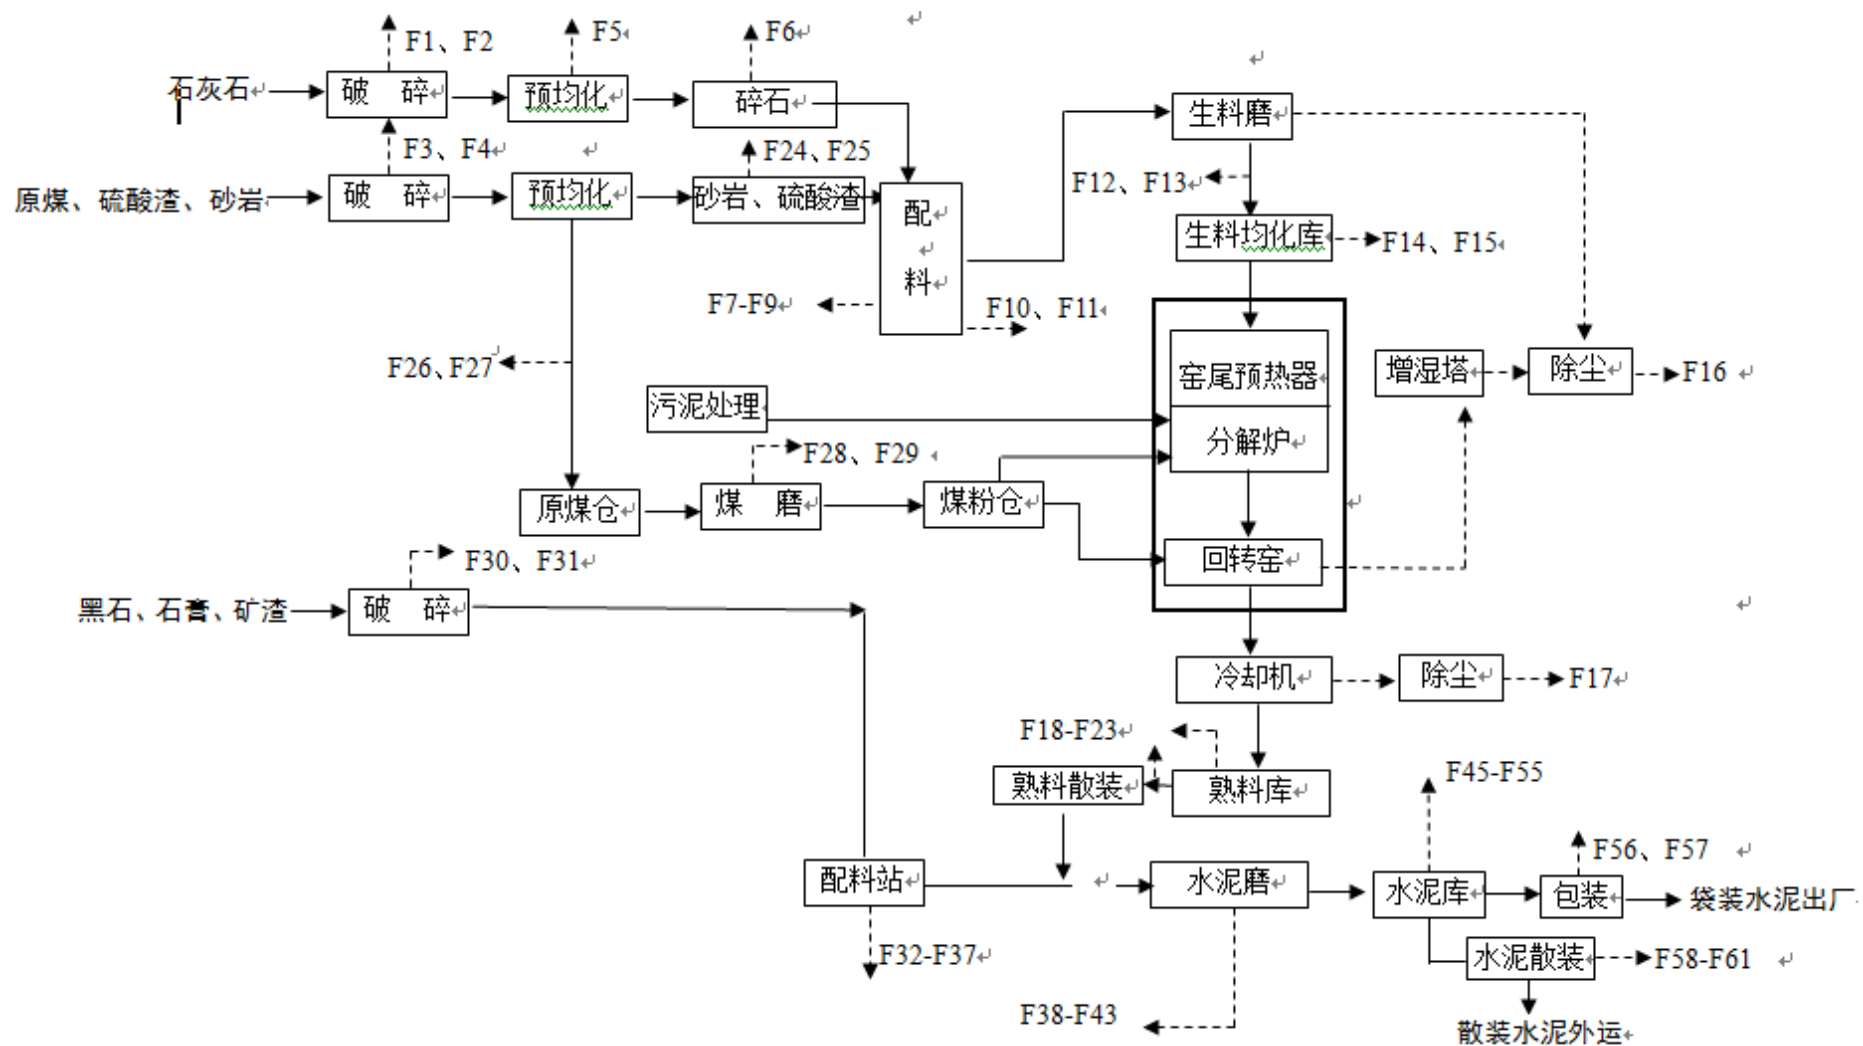 F1、F2
F5
F6
石灰石
破 碎
预均化
碎石
生料磨
F3、F4
F24、F25
F12、F13
原煤、硫酸渣、砂岩
破 碎
预均化
砂岩、硫酸渣
配
料
生料均化库
F14、F15
F7-F9
F10、F11
F26、F27
窑尾预热器
增湿塔
除尘
F16
污泥处理
分解炉
F28、F29
原煤仓
煤 磨
煤粉仓
回转窑
F30、F31
黑石、石膏、矿渣
破 碎
冷却机
除尘
F17
F18-F23
熟料散装
熟料库
F45-F55
F56、F57
配料站
水泥磨
水泥库
包装
袋装水泥出厂
F32-F37
水泥散装
F58-F61
F38-F43
散装水泥外运